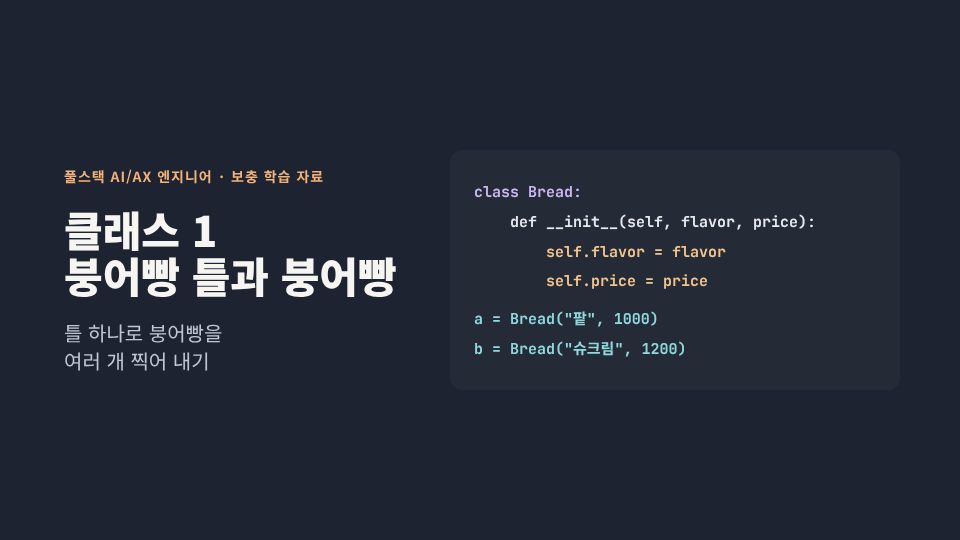 풀스택 AI/AX 엔지니어 · 보충 학습 자료
클래스 1
붕어빵 틀과 붕어빵
틀 하나로 붕어빵을
여러 개 찍어 내기
class Bread:
    def __init__(self, flavor, price):
        self.flavor = flavor
        self.price = price
a = Bread("팥", 1000)
b = Bread("슈크림", 1200)